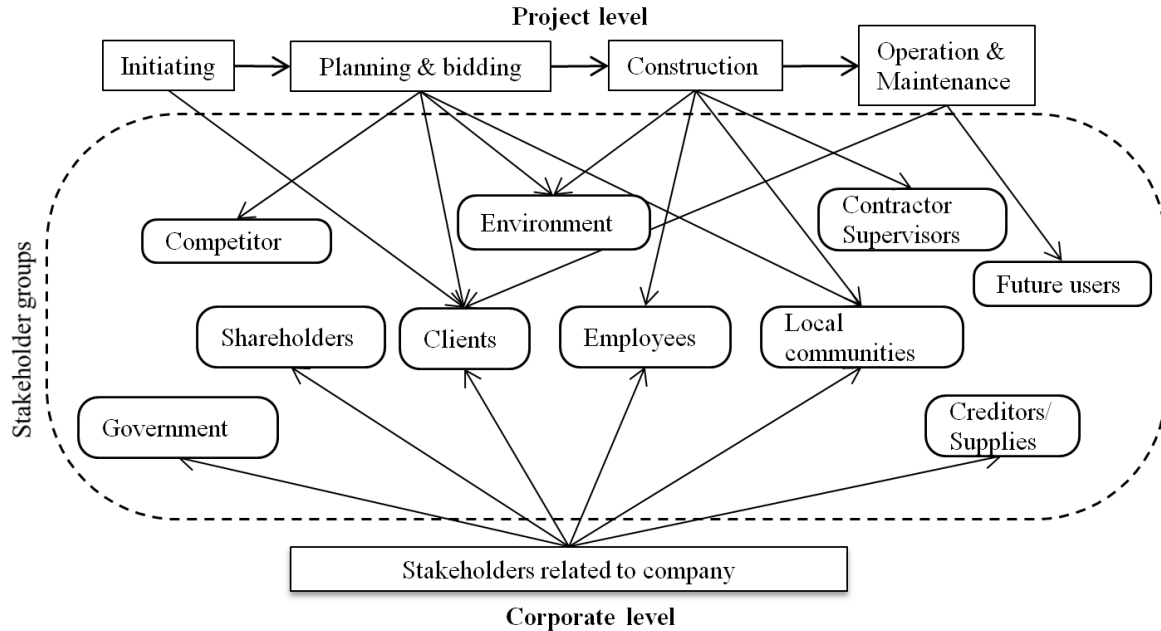 Project level
Initiating
Planning & bidding
Construction
Operation &
Maintenance
Stakeholder groups
Competitor
Environment
Contractor
Supervisors
Future users
Shareholders
Clients
Employees
Local
communities
Government
Creditors/
Supplies
Stakeholders related to company
Corporate level